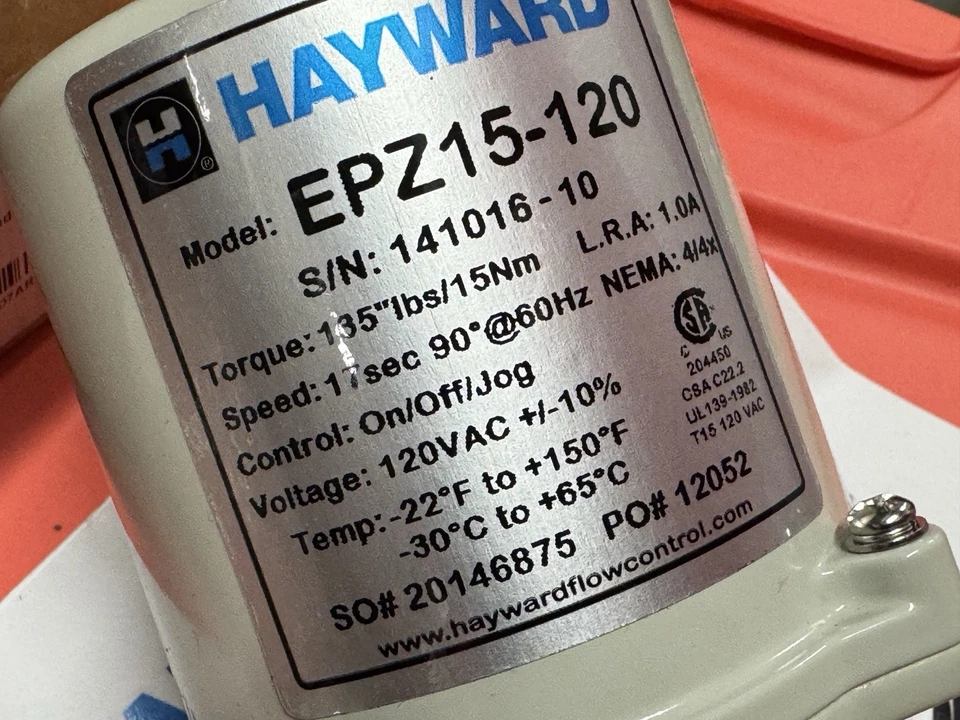 HAYWARD
Model: EPZ15-120
S/N: 141016-10
Torque: 135"lbs/15Nm L.R.A: 1.0A
Speed: 17sec 90°@60Hz NEMA: 4/4x
Control: On/Off/Jog
Voltage: 120VAC +/-10%
Temp: -22°F to +150°F
-30°C to +65°C
C US
204450
CSA C22.2
UL139-1982
T15 120 VAC
SO# 20146875 PO# 12052
www.haywardflowcontrol.com